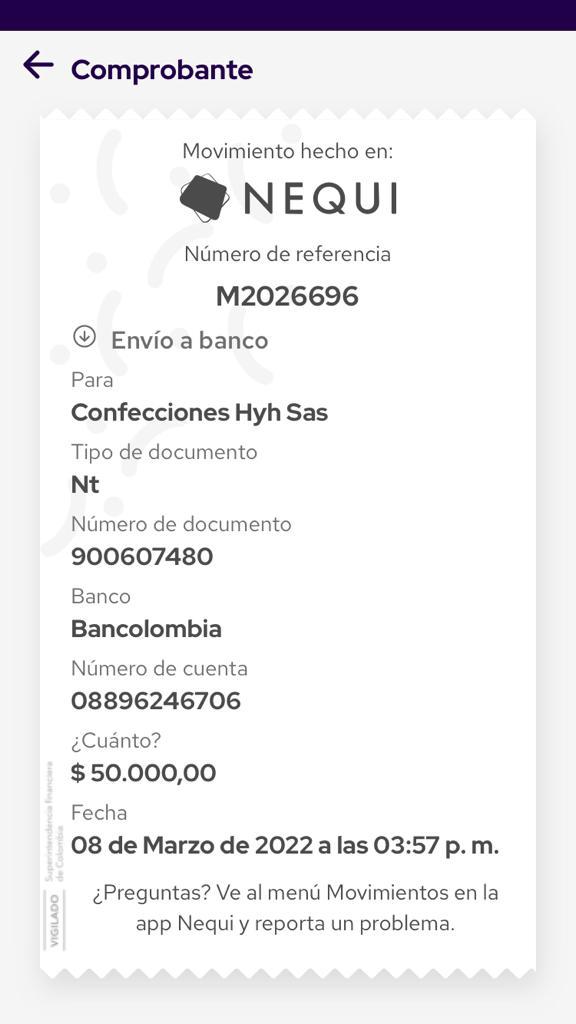 Comprobante
Movimiento hecho en:
NEQUI
Número de referencia
M2026696
Envío a banco
Para
Confecciones Hyh Sas
Tipo de documento
Nt
Número de documento
900607480
Banco
Bancolombia
Número de cuenta
08896246706
¿Cuánto?
$ 50.000,00
Fecha
08 de Marzo de 2022 a las 03:57 p. m.
¿Preguntas? Ve al menú Movimientos en la
app Nequi y reporta un problema.
VIGILADO
Superintendencia financiera
de Colombia